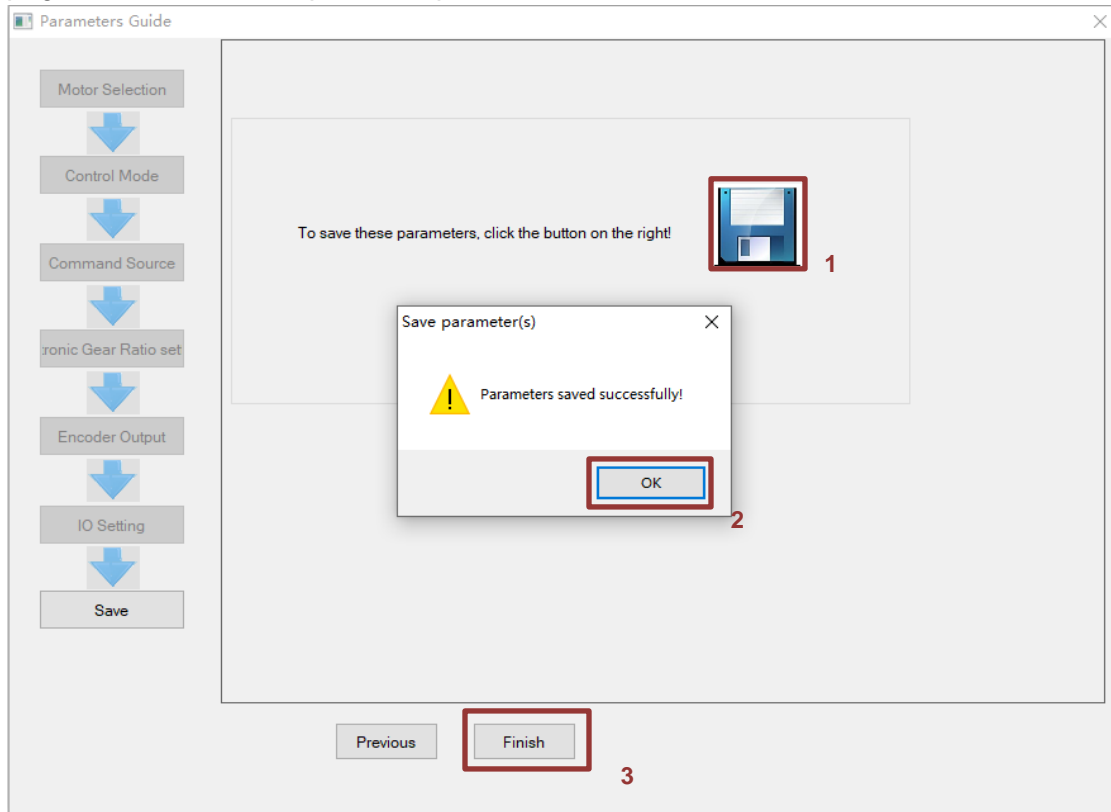 Parameters Guide
Motor Selection
Control Mode
Command Source
tronic Gear Ratio set
Encoder Output
IO Setting
Save
To save these parameters, click the button on the right!
1
Save parameter(s)
Parameters saved successfully!
OK
2
Previous
Finish
3